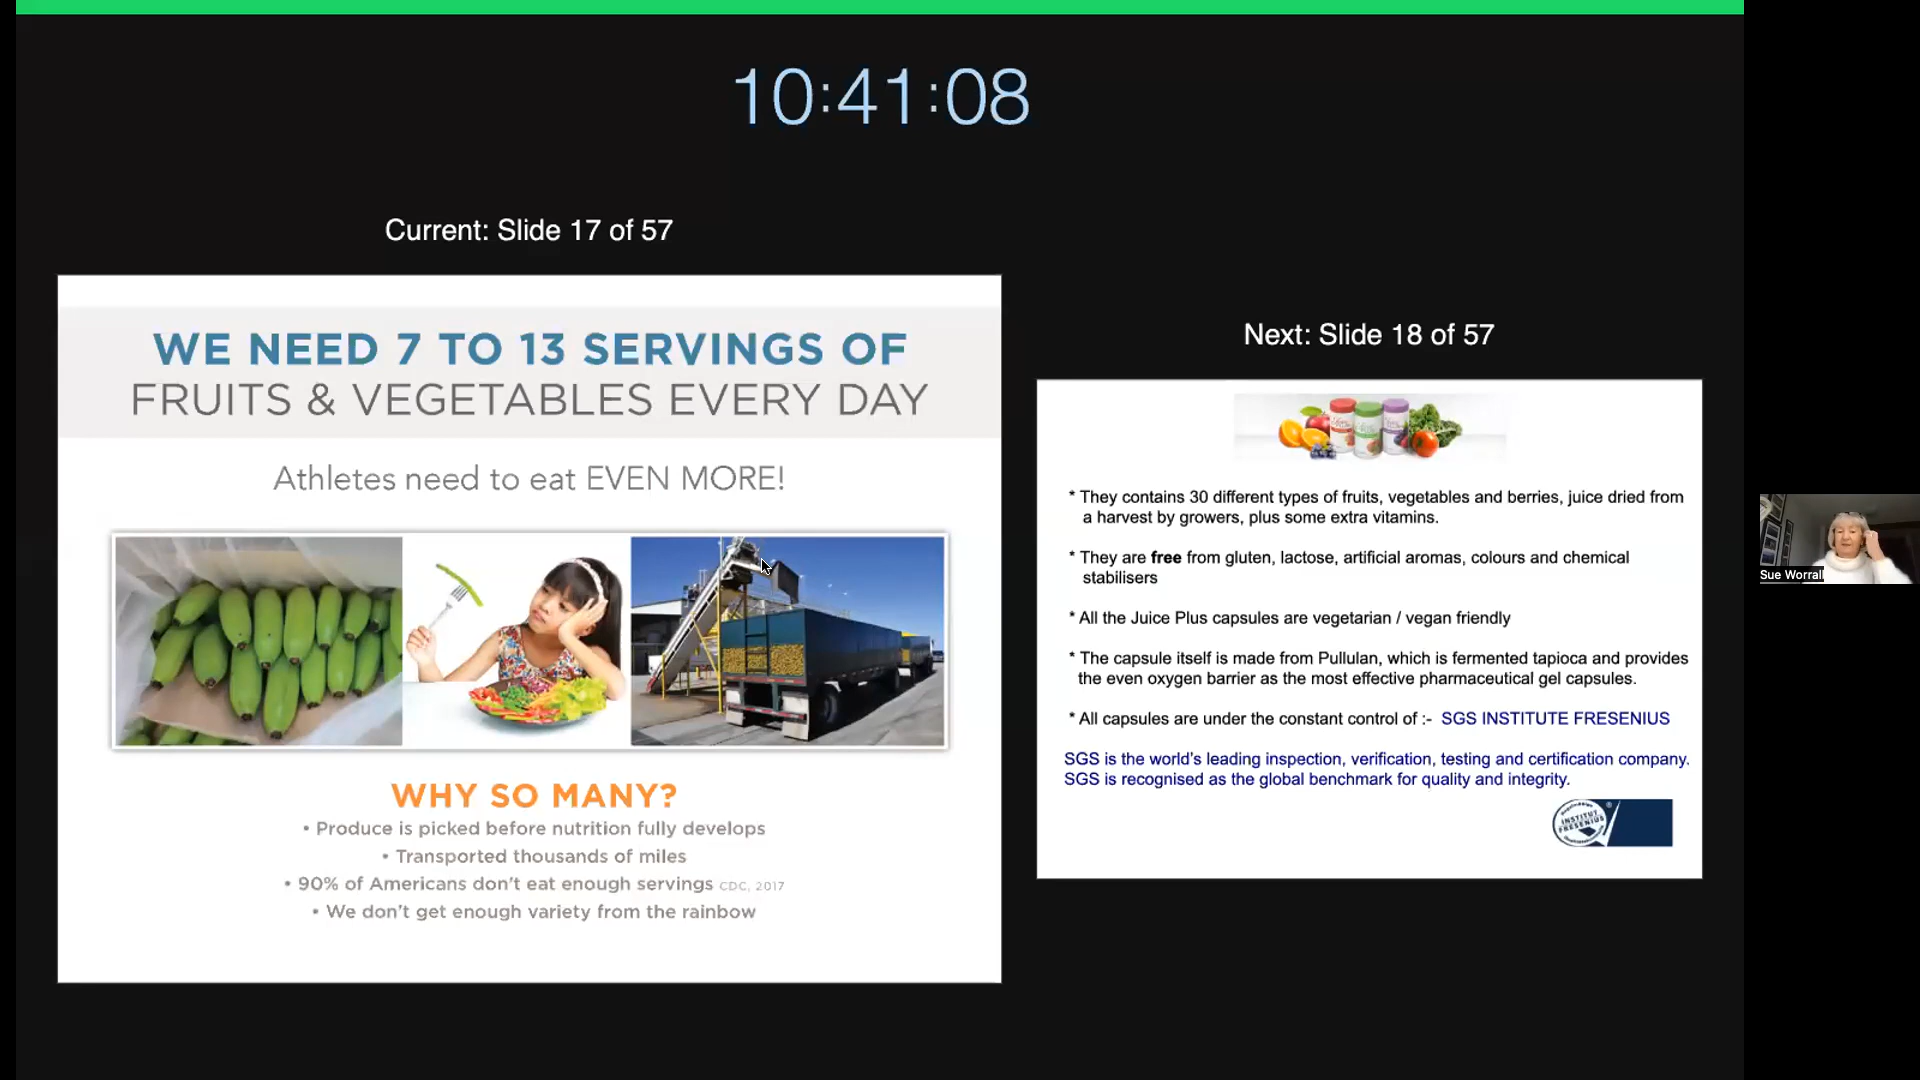 10:41:08
Current: Slide 17 of 57
WE NEED 7 TO 13 SERVINGS OF
FRUITS & VEGETABLES EVERY DAY
Athletes need to eat EVEN MORE!
WHY SO MANY?
• Produce is picked before nutrition fully develops
• Transported thousands of miles
• 90% of Americans don't eat enough servings CDC, 2017
• We don't get enough variety from the rainbow
Next: Slide 18 of 57
* They contains 30 different types of fruits, vegetables and berries, juice dried from
a harvest by growers, plus some extra vitamins.
* They are free from gluten, lactose, artificial aromas, colours and chemical
stabilisers
* All the Juice Plus capsules are vegetarian / vegan friendly
* The capsule itself is made from Pullulan, which is fermented tapioca and provides
the even oxygen barrier as the most effective pharmaceutical gel capsules.
* All capsules are under the constant control of :- SGS INSTITUTE FRESENIUS
SGS is the world's leading inspection, verification, testing and certification company.
SGS is recognised as the global benchmark for quality and integrity.
INSTITUT
FRESENIUS
Sue Worrall